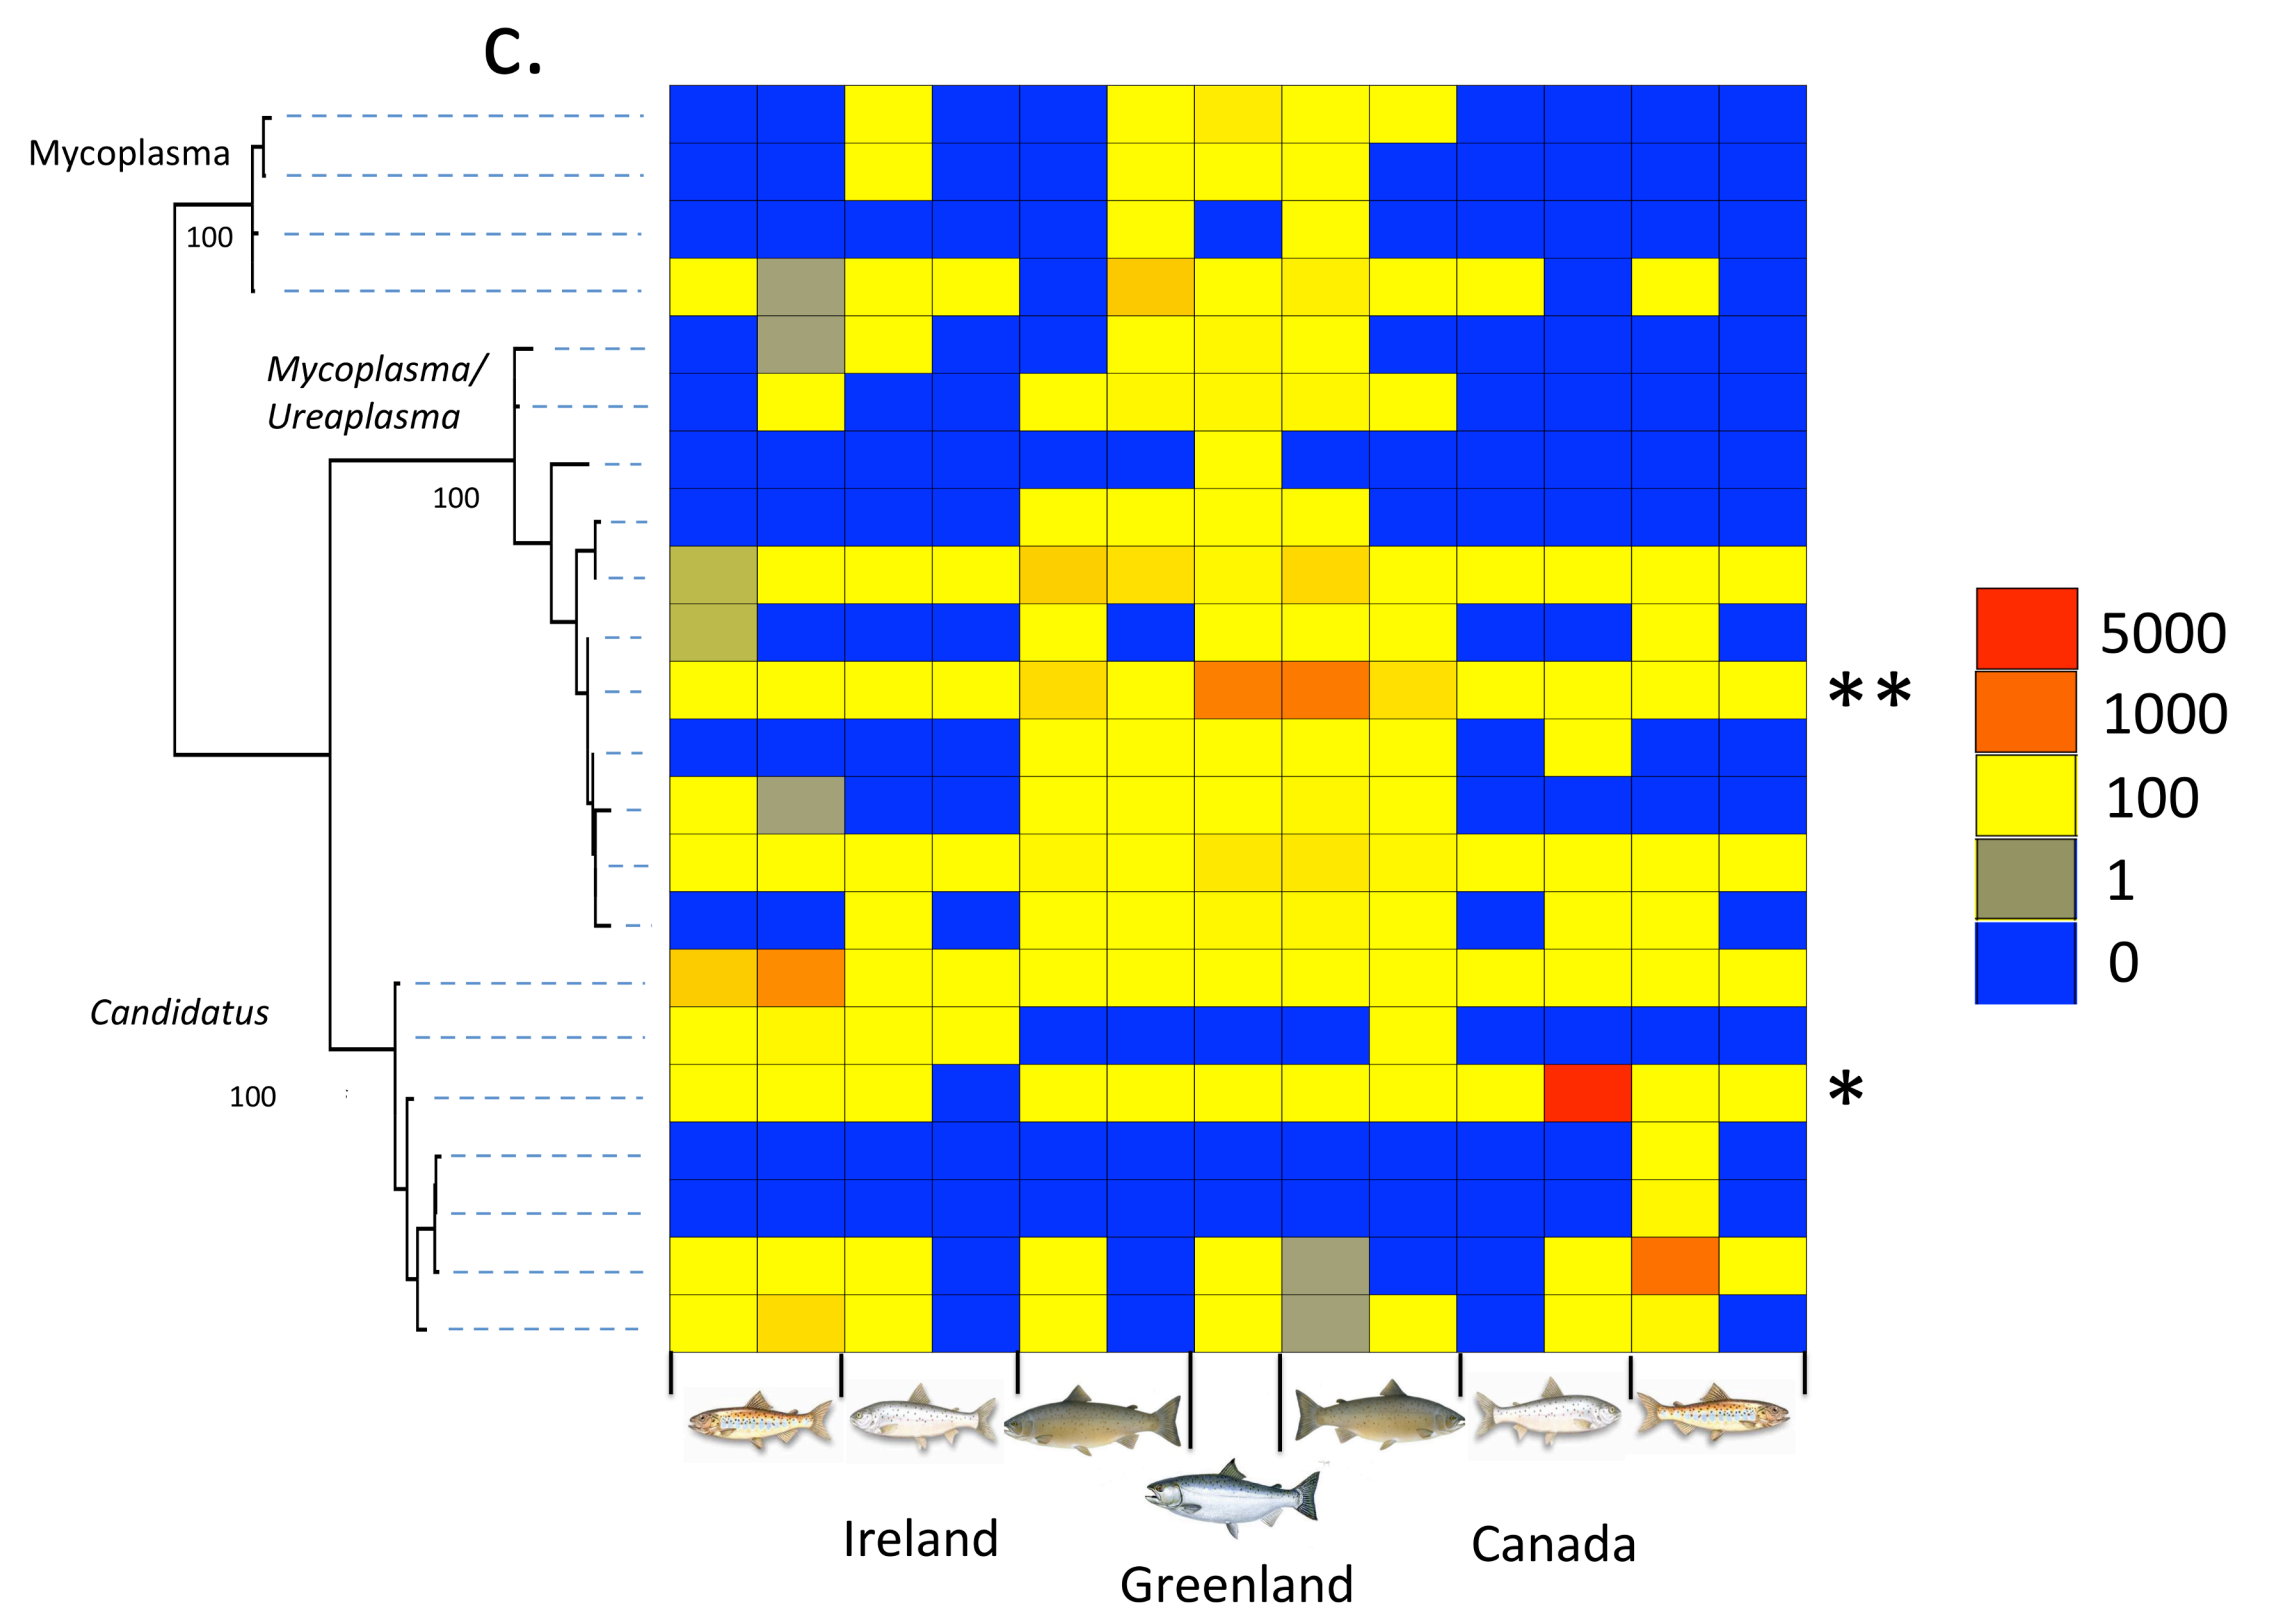 c.
Mycoplasma
100
Mycoplasma/
Ureaplasma
100
5000
1000
**
100
1
0
Candidatus
100
*
Ireland
Canada
Greenland